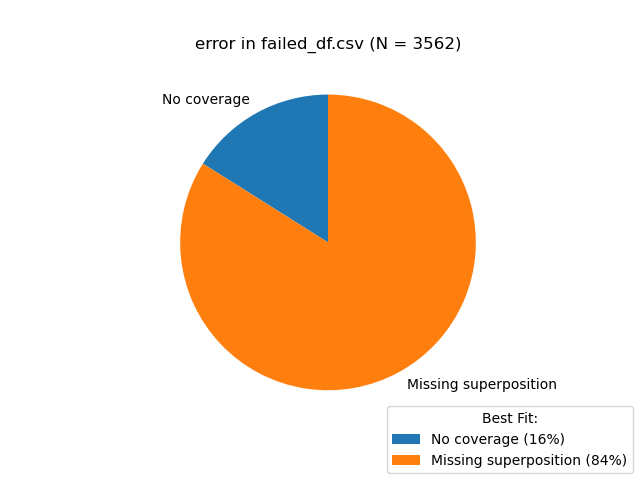 error in failed_df.csv (N = 3562)
No coverage
Missing superposition
Best Fit:
No coverage (16%)
Missing superposition (84%)